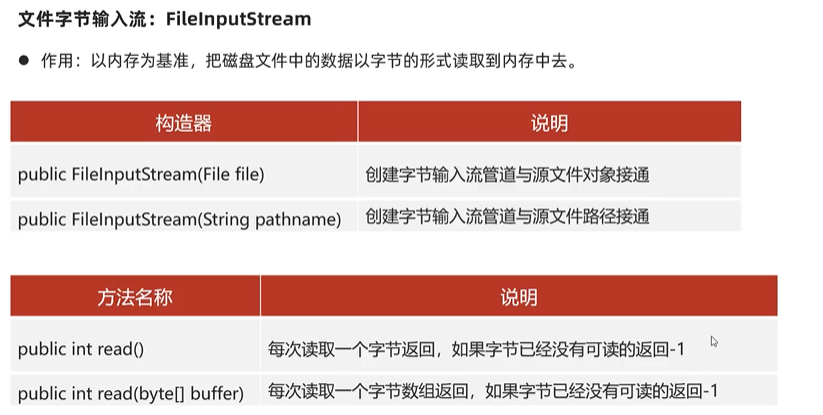 文件字节输入流：FileInputStream
● 作用：以内存为基准，把磁盘文件中的数据以字节的形式读取到内存中去。
构造器 说明
public FileInputStream(File file) 创建字节输入流管道与源文件对象接通
public FileInputStream(String pathname) 创建字节输入流管道与源文件路径接通
方法名称 说明
public int read() 每次读取一个字节返回，如果字节已经没有可读的返回-1
public int read(byte[] buffer) 每次读取一个字节数组返回，如果字节已经没有可读的返回-1